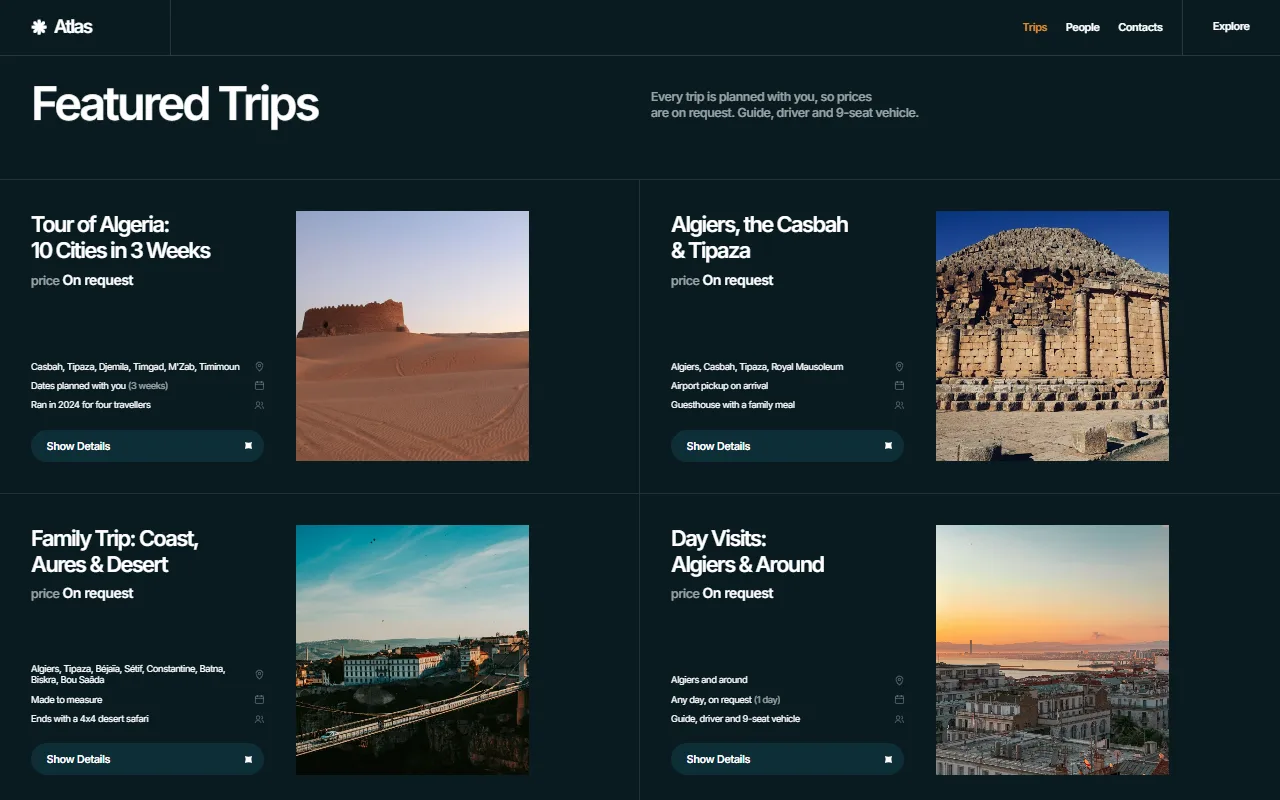 Atlas
Trips People Contacts Explore
Featured Trips
Every trip is planned with you, so prices
are on request. Guide, driver and 9-seat vehicle.
Tour of Algeria:
10 Cities in 3 Weeks
price On request
Casbah, Tipaza, Djemila, Timgad, M'Zab, Timimoun
Dates planned with you (3 weeks)
Ran in 2024 for four travellers
Show Details
Algiers, the Casbah
& Tipaza
price On request
Algiers, Casbah, Tipaza, Royal Mausoleum
Airport pickup on arrival
Guesthouse with a family meal
Show Details
Family Trip: Coast,
Aures & Desert
price On request
Algiers, Tipaza, Béjaïa, Sétif, Constantine, Batna,
Biskra, Bou Saâda
Made to measure
Ends with a 4x4 desert safari
Show Details
Day Visits:
Algiers & Around
price On request
Algiers and around
Any day, on request (1 day)
Guide, driver and 9-seat vehicle
Show Details